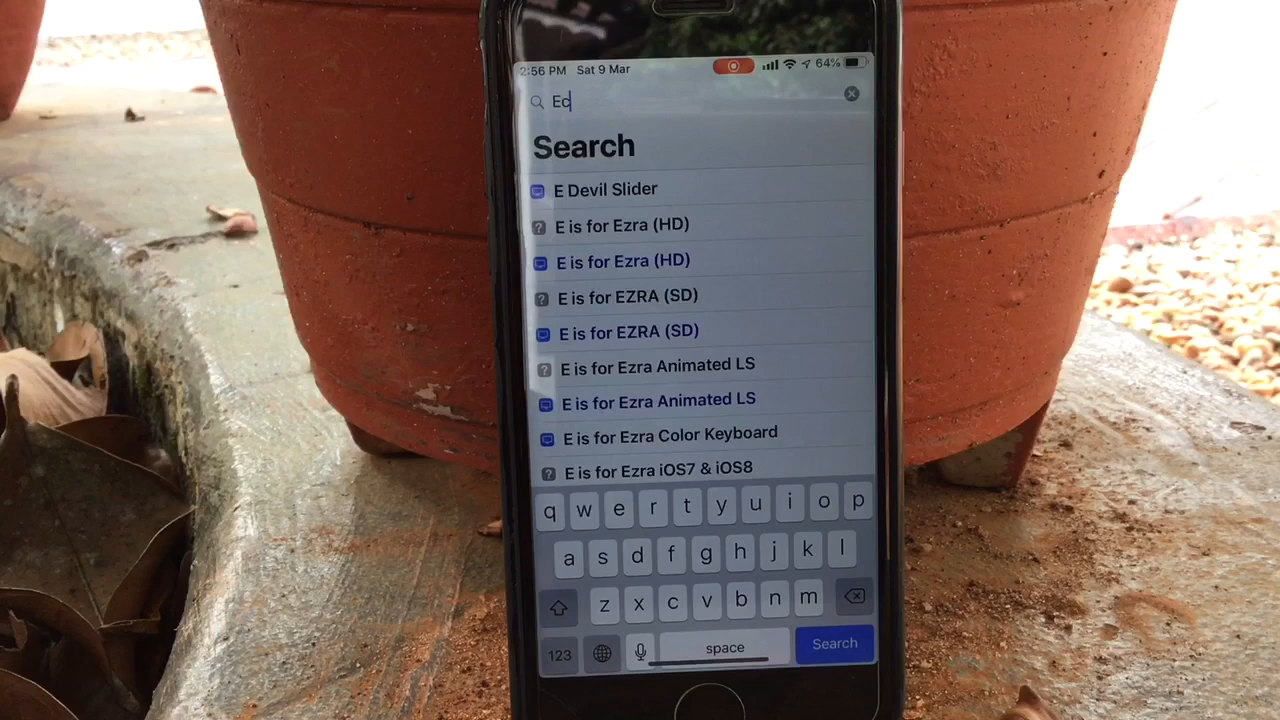 2:56 PM Sat 9 Mar 64%
Ec
Search
E Devil Slider
E is for Ezra (HD)
E is for Ezra (HD)
E is for EZRA (SD)
E is for EZRA (SD)
E is for Ezra Animated LS
E is for Ezra Animated LS
E is for Ezra Color Keyboard
E is for Ezra iOS7 & iOS8
q w e r t y u i o p
a s d f g h j k l
z x c v b n m
123 space Search